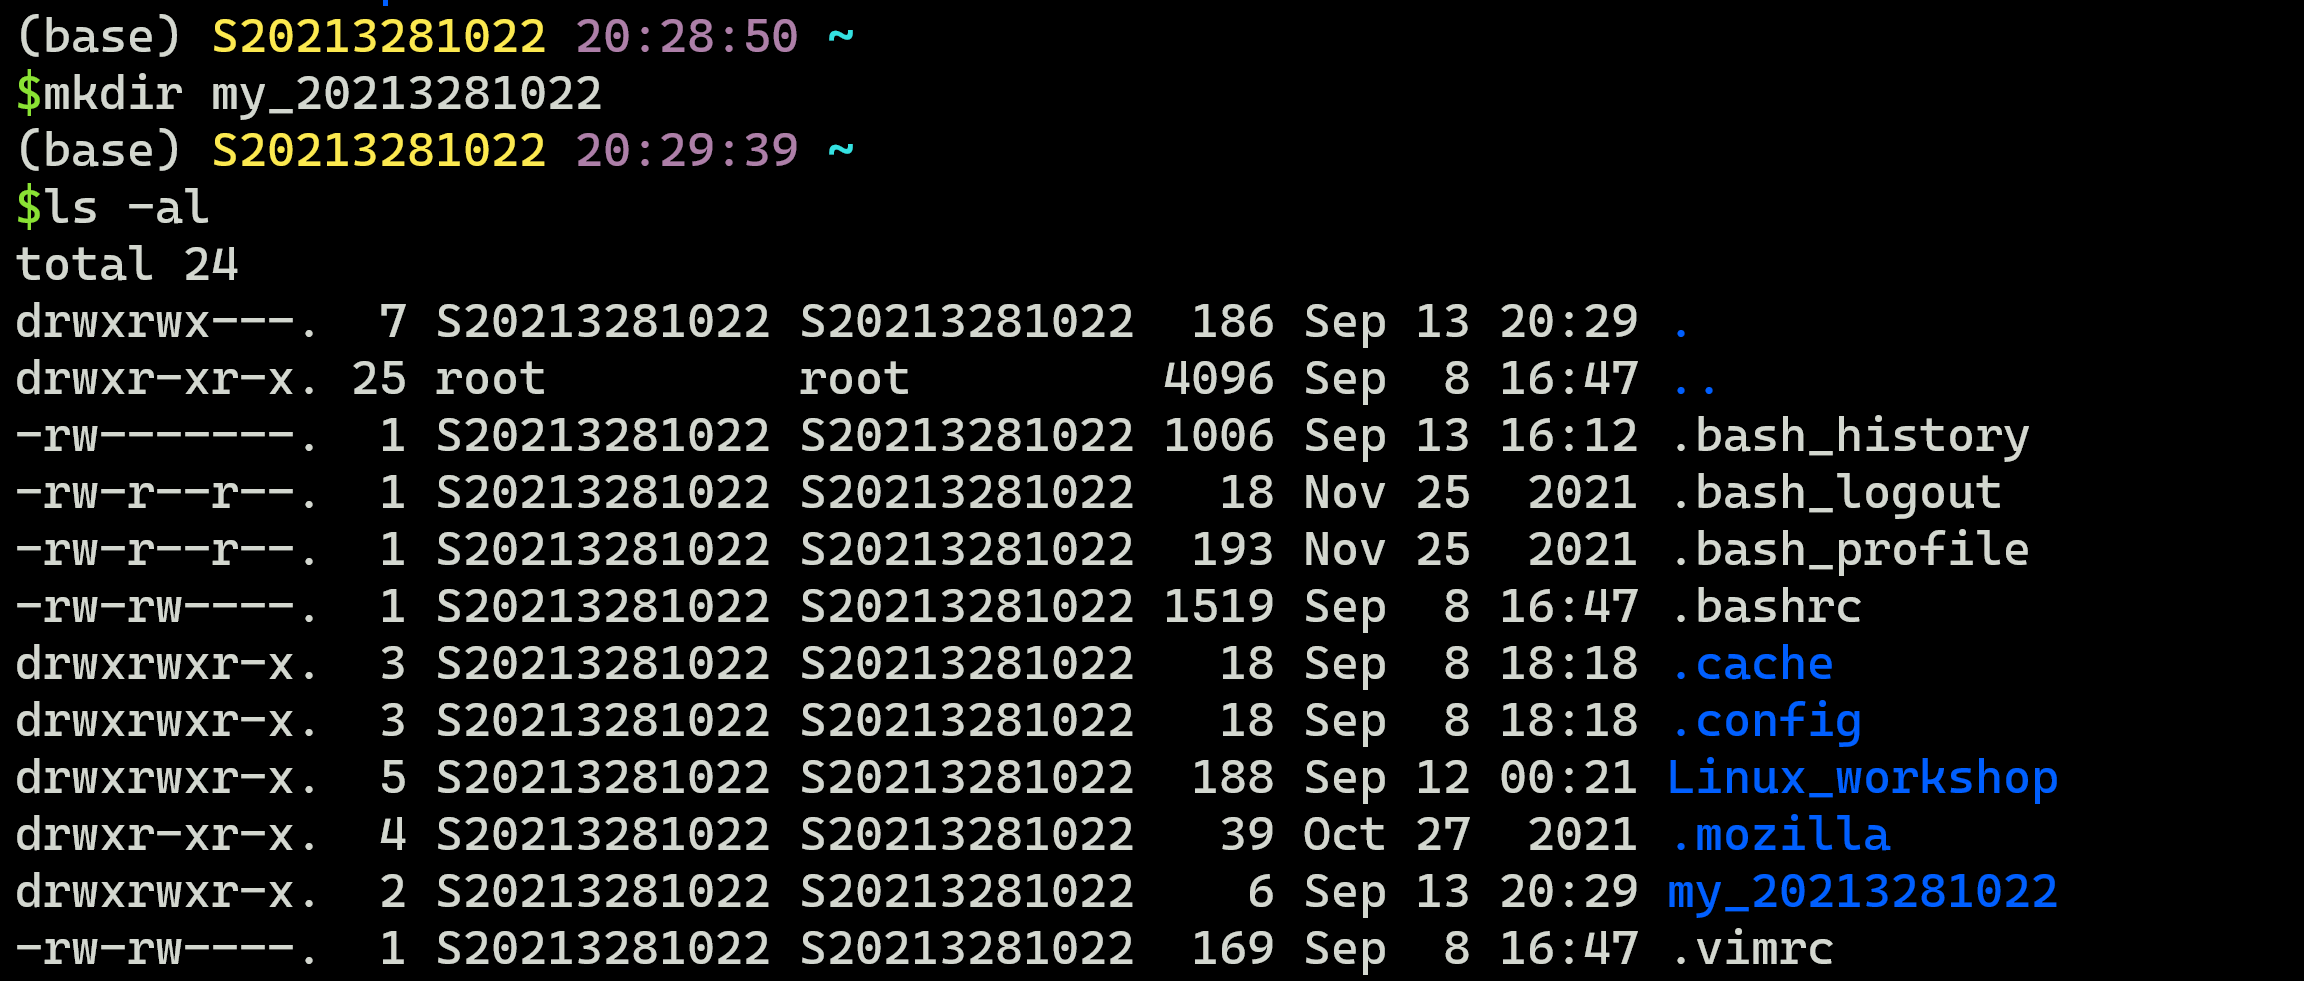 (base) S20213281022 20:28:50 ~
$mkdir my_20213281022
(base) S20213281022 20:29:39 ~
$ls -al
total 24
drwxrwx---.  7 S20213281022 S20213281022  186 Sep 13 20:29 .
drwxr-xr-x. 25 root         root         4096 Sep  8 16:47 ..
-rw-------.  1 S20213281022 S20213281022 1006 Sep 13 16:12 .bash_history
-rw-r--r--.  1 S20213281022 S20213281022   18 Nov 25  2021 .bash_logout
-rw-r--r--.  1 S20213281022 S20213281022  193 Nov 25  2021 .bash_profile
-rw-rw----.  1 S20213281022 S20213281022 1519 Sep  8 16:47 .bashrc
drwxrwxr-x.  3 S20213281022 S20213281022   18 Sep  8 18:18 .cache
drwxrwxr-x.  3 S20213281022 S20213281022   18 Sep  8 18:18 .config
drwxrwxr-x.  5 S20213281022 S20213281022  188 Sep 12 00:21 Linux_workshop
drwxr-xr-x.  4 S20213281022 S20213281022   39 Oct 27  2021 .mozilla
drwxrwxr-x.  2 S20213281022 S20213281022    6 Sep 13 20:29 my_20213281022
-rw-rw----.  1 S20213281022 S20213281022  169 Sep  8 16:47 .vimrc